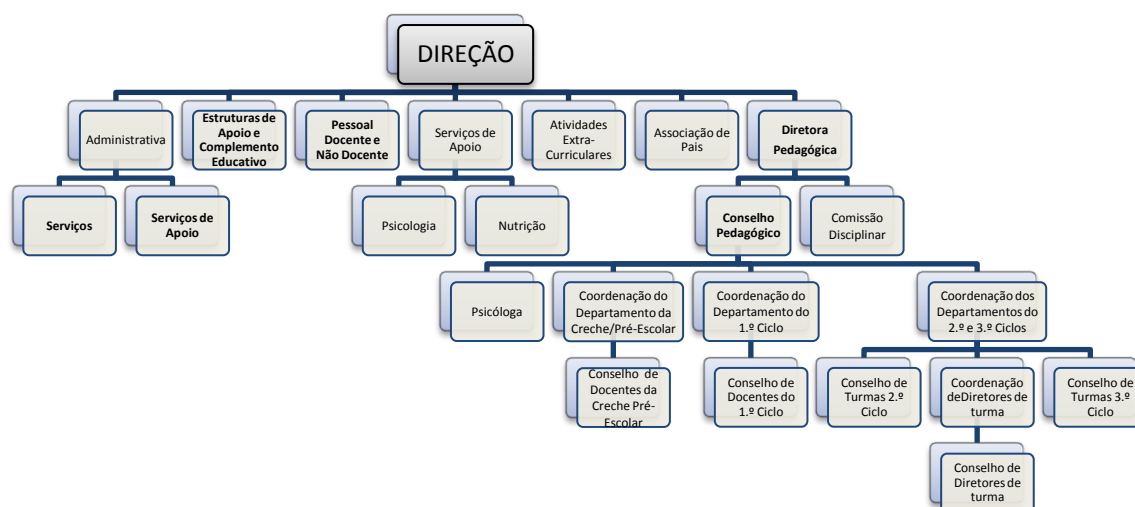 DIREÇÃO
Administrativa
Estruturas de
Apoio e
Complemento
Educativo
Pessoal
Docente e
Não Docente
Serviços de
Apoio
Atividades
Extra-
Curriculares
Associação de
Pais
Diretora
Pedagógica
Serviços
Serviços de
Apoio
Psicologia
Nutrição
Conselho
Pedagógico
Comissão
Disciplinar
Psicóloga
Coordenação do
Departamento da
Creche/Pré-Escolar
Coordenação do
Departamento do
1.º Ciclo
Coordenação dos
Departamentos do
2.º e 3.º Ciclos
Conselho de
Docentes da
Creche Pré-
Escolar
Conselho de
Docentes do
1.º Ciclo
Conselho de
Turmas 2.º
Ciclo
Coordenação
deDiretores de
turma
Conselho de
Turmas 3.º
Ciclo
Conselho de
Diretores de
turma